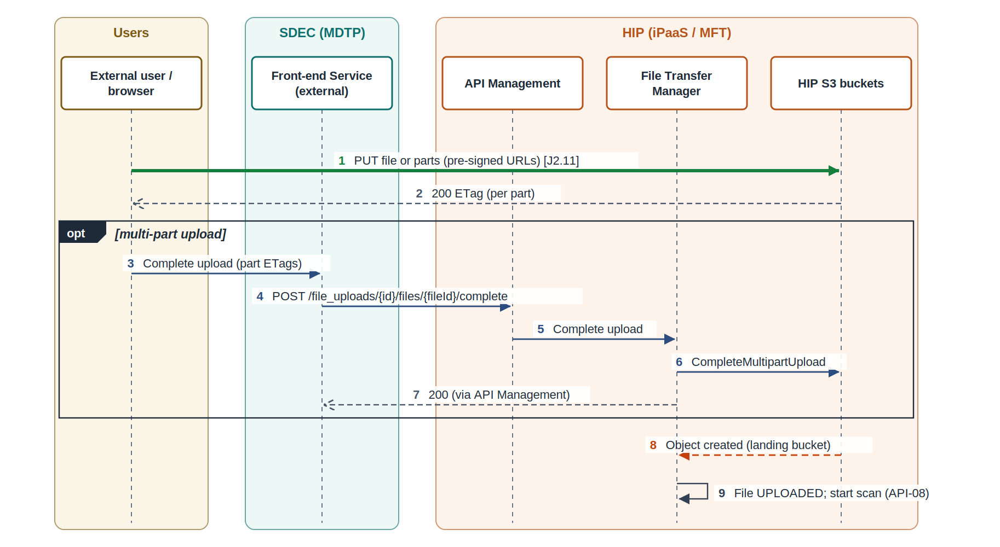 Users
SDEC (MDTP)
HIP (iPaaS / MFT)
External user /
browser
Front-end Service
(external)
API Management
File Transfer
Manager
HIP S3 buckets
1 PUT file or parts (pre-signed URLs) [J2.11]
2 200 ETag (per part)
opt [multi-part upload]
3 Complete upload (part ETags)
4 POST /file_uploads/{id}/files/{fileId}/complete
5 Complete upload
6 CompleteMultipartUpload
7 200 (via API Management)
8 Object created (landing bucket)
9 File UPLOADED; start scan (API-08)